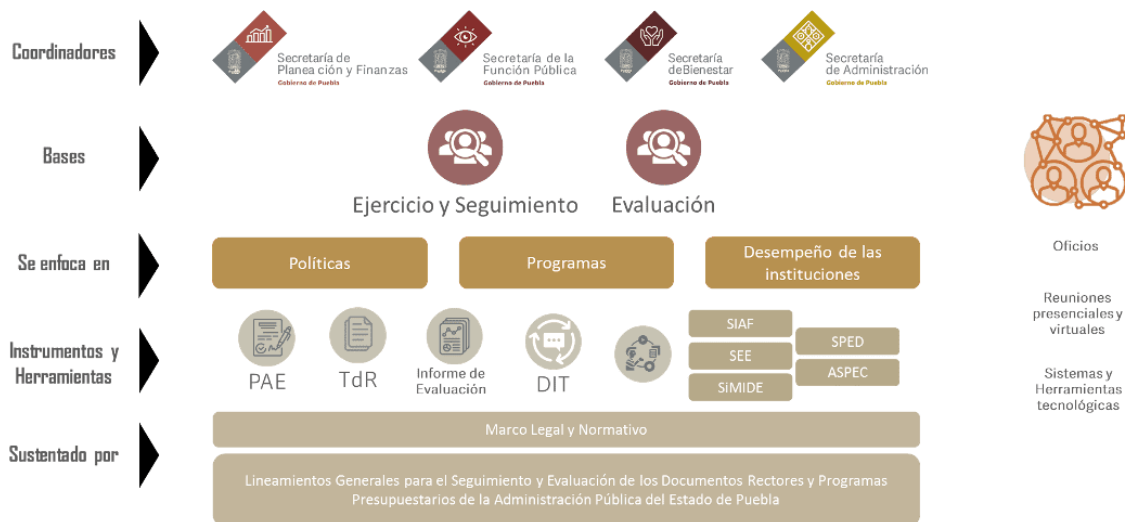 Coordinadores
Secretaría de
Planeación y Finanzas
Gobierno de Puebla
Secretaría de la
Función Pública
Gobierno de Puebla
Secretaría
de Bienestar
Gobierno de Puebla
Secretaría
de Administración
Gobierno de Puebla
Bases
Ejercicio y Seguimiento
Evaluación
Se enfoca en
Políticas
Programas
Desempeño de las
instituciones
Instrumentos y
Herramientas
PAE
TdR
Informe de
Evaluación
DIT
SIAF
SEE
SiMIDE
SPED
ASPEC
Sustentado por
Marco Legal y Normativo
Lineamientos Generales para el Seguimiento y Evaluación de los Documentos Rectores y Programas
Presupuestarios de la Administración Pública del Estado de Puebla
Oficios
Reuniones
presenciales y
virtuales
Sistemas y
Herramientas
tecnológicas